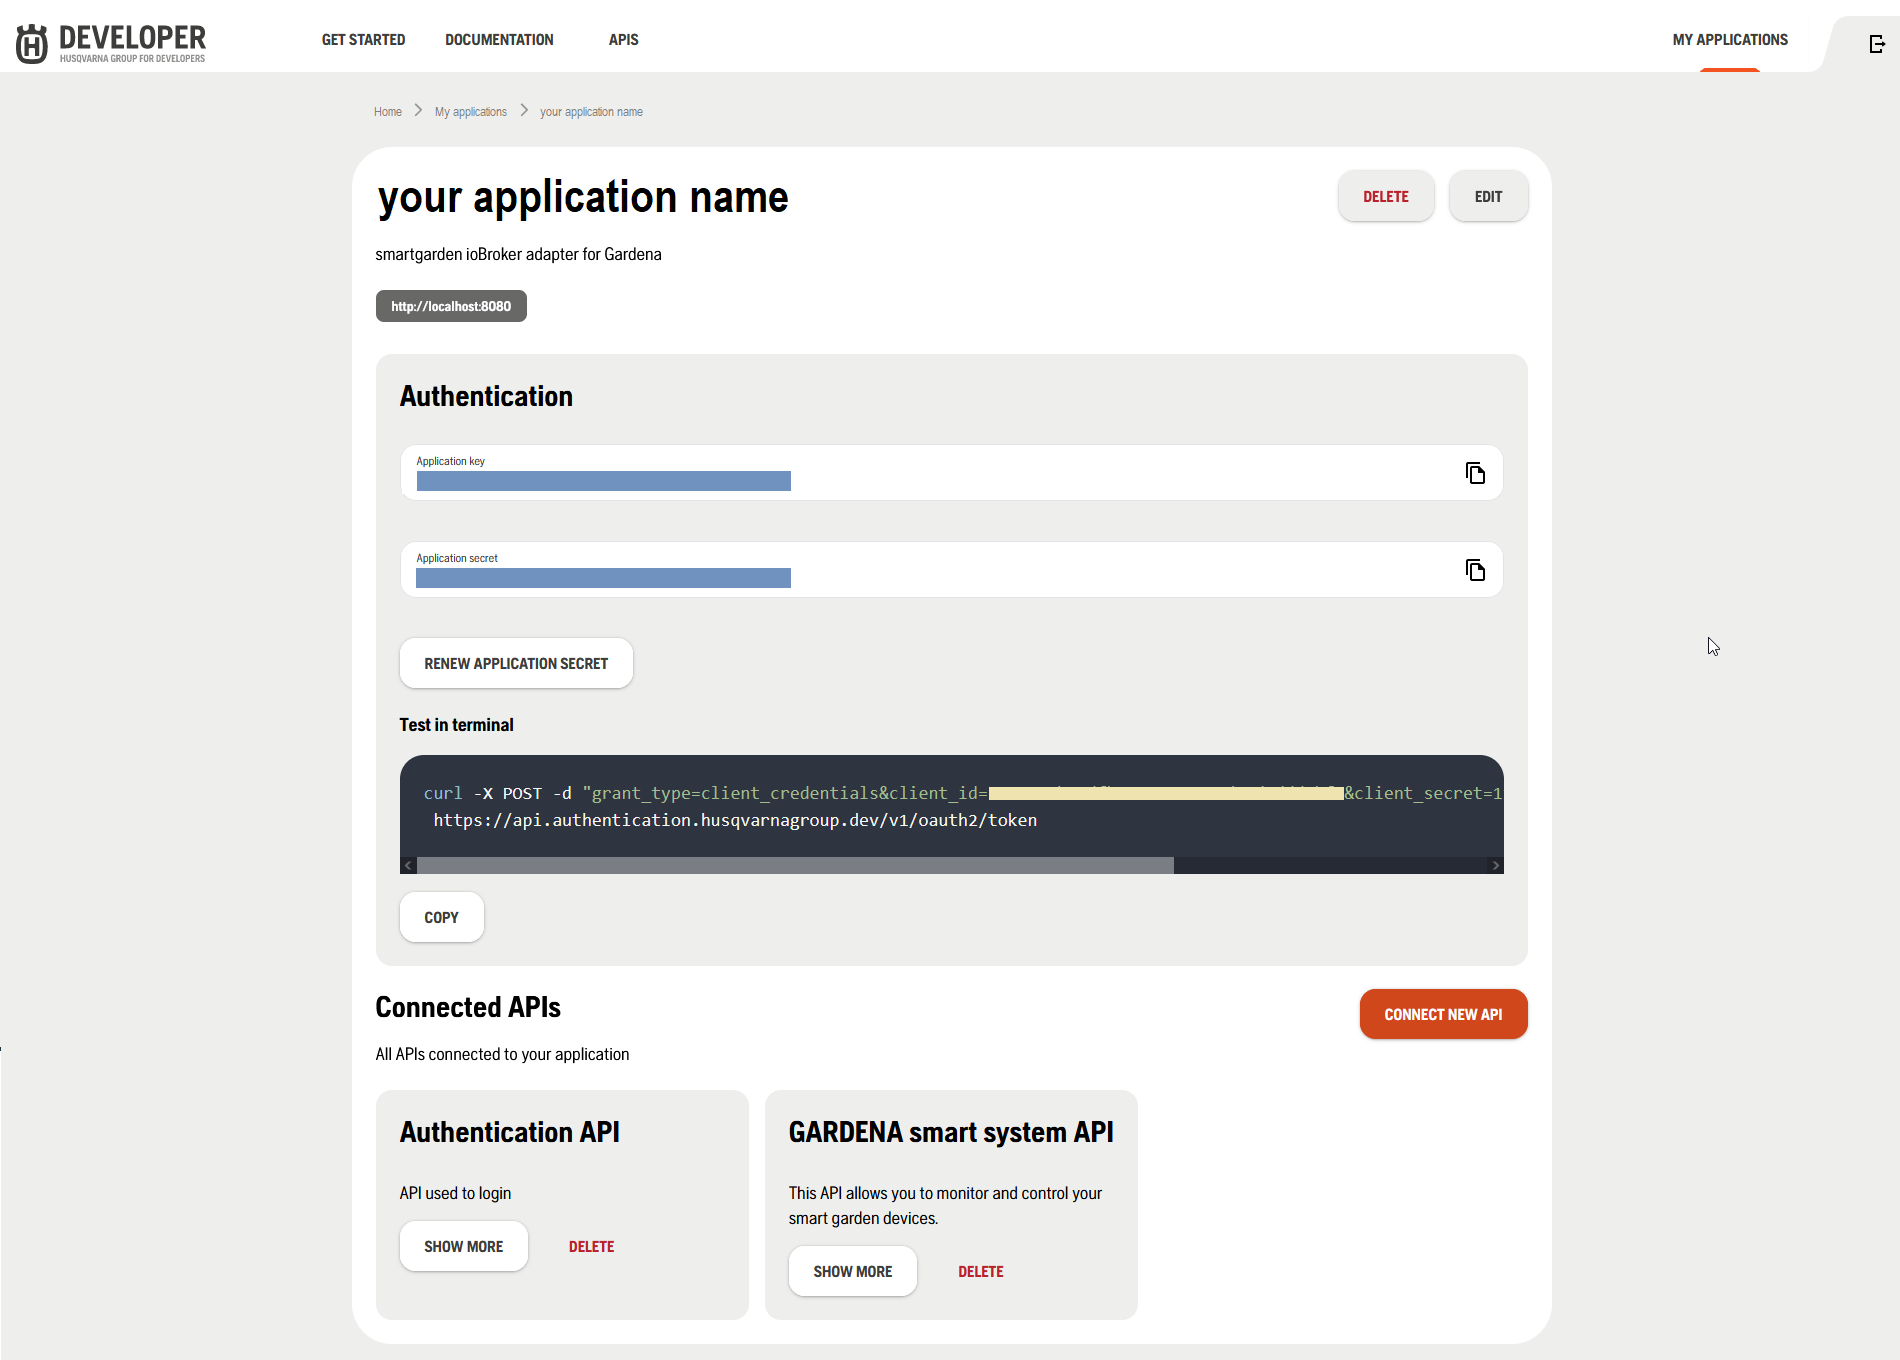 DEVELOPER
HUSQVARNA GROUP FOR DEVELOPERS
GET STARTED
DOCUMENTATION
APIS
MY APPLICATIONS
Home
My applications
your application name
your application name
DELETE
EDIT
smartgarden ioBroker adapter for Gardena
http://localhost:8080
Authentication
Application key
Application secret
RENEW APPLICATION SECRET
Test in terminal
curl -X POST -d "grant_type=client_credentials&client_id= &client_secret=1
https://api.authentication.husqvarnagroup.dev/v1/oauth2/token
COPY
Connected APIs
CONNECT NEW API
All APIs connected to your application
Authentication API
API used to login
SHOW MORE
DELETE
GARDENA smart system API
This API allows you to monitor and control your
smart garden devices.
SHOW MORE
DELETE